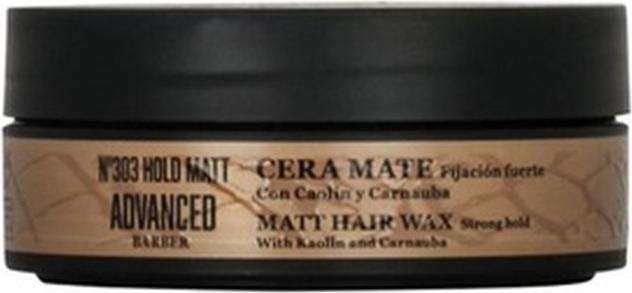 Nº303 HOLD MATT
ADVANCED
BARBER
CERA MATE Fijación fuerte
Con Caolin y Carnauba
MATT HAIR WAX Strong hold
With Kaolin and Carnauba